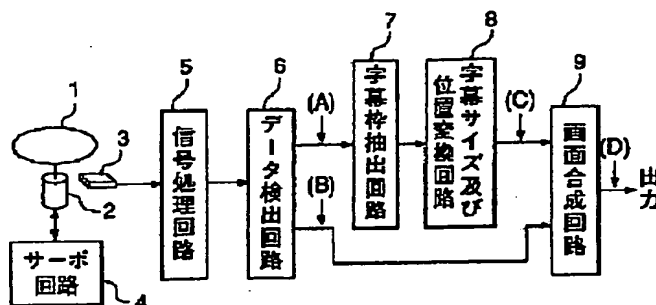 1
2
3
サーボ
回路
4
5
信号処理回路
6
データ検出回路
(A)
(B)
7
字幕枠抽出回路
8
字幕サイズ及び
位置変換回路
(C)
9
画面合成回路
(D)
出力